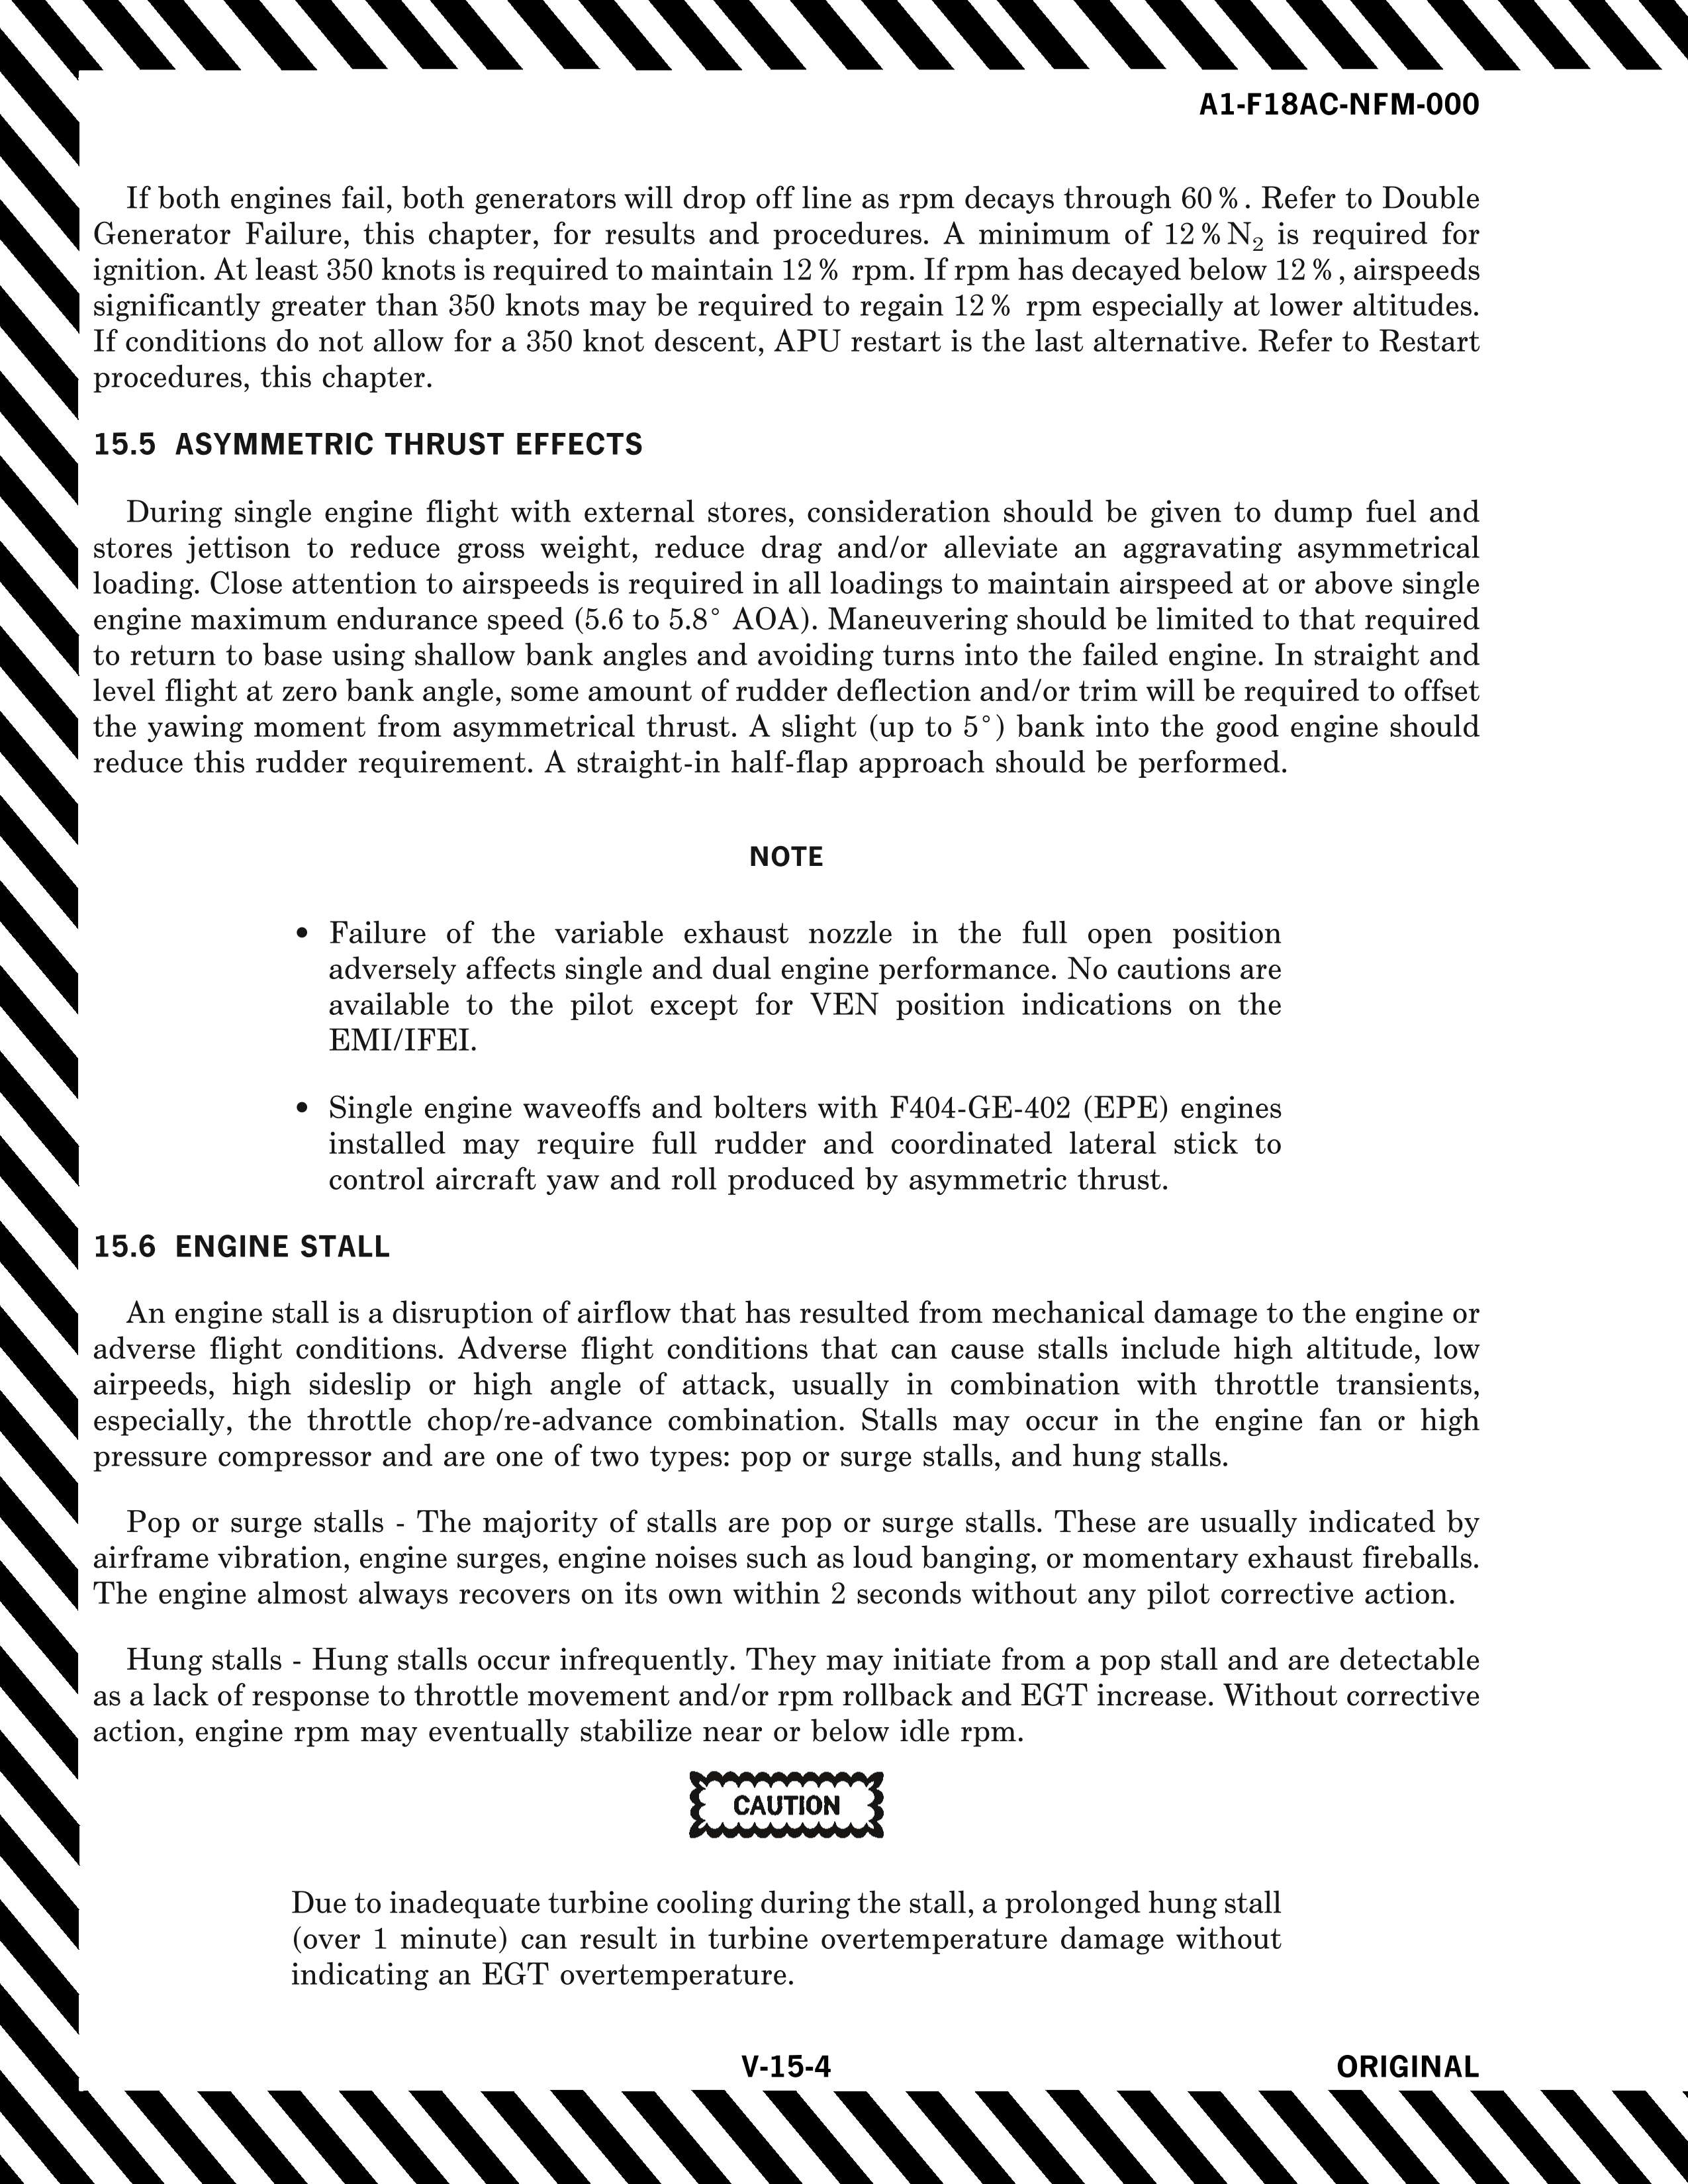 A1-F18AC-NFM-000
If both engines fail, both generators will drop off line as rpm decays through 60%. Refer to Double
Generator Failure, this chapter, for results and procedures. A minimum of 12% N₂ is required for
ignition. At least 350 knots is required to maintain 12% rpm. If rpm has decayed below 12%, airspeeds
significantly greater than 350 knots may be required to regain 12% rpm especially at lower altitudes.
If conditions do not allow for a 350 knot descent, APU restart is the last alternative. Refer to Restart
procedures, this chapter.
15.5 ASYMMETRIC THRUST EFFECTS
During single engine flight with external stores, consideration should be given to dump fuel and
stores jettison to reduce gross weight, reduce drag and/or alleviate an aggravating asymmetrical
loading. Close attention to airspeeds is required in all loadings to maintain airspeed at or above single
engine maximum endurance speed (5.6 to 5.8° AOA). Maneuvering should be limited to that required
to return to base using shallow bank angles and avoiding turns into the failed engine. In straight and
level flight at zero bank angle, some amount of rudder deflection and/or trim will be required to offset
the yawing moment from asymmetrical thrust. A slight (up to 5°) bank into the good engine should
reduce this rudder requirement. A straight-in half-flap approach should be performed.
NOTE
• Failure of the variable exhaust nozzle in the full open position
adversely affects single and dual engine performance. No cautions are
available to the pilot except for VEN position indications on the
EMI/IFEI.
• Single engine waveoffs and bolters with F404-GE-402 (EPE) engines
installed may require full rudder and coordinated lateral stick to
control aircraft yaw and roll produced by asymmetric thrust.
15.6 ENGINE STALL
An engine stall is a disruption of airflow that has resulted from mechanical damage to the engine or
adverse flight conditions. Adverse flight conditions that can cause stalls include high altitude, low
airpeeds, high sideslip or high angle of attack, usually in combination with throttle transients,
especially, the throttle chop/re-advance combination. Stalls may occur in the engine fan or high
pressure compressor and are one of two types: pop or surge stalls, and hung stalls.
Pop or surge stalls - The majority of stalls are pop or surge stalls. These are usually indicated by
airframe vibration, engine surges, engine noises such as loud banging, or momentary exhaust fireballs.
The engine almost always recovers on its own within 2 seconds without any pilot corrective action.
Hung stalls - Hung stalls occur infrequently. They may initiate from a pop stall and are detectable
as a lack of response to throttle movement and/or rpm rollback and EGT increase. Without corrective
action, engine rpm may eventually stabilize near or below idle rpm.
CAUTION
Due to inadequate turbine cooling during the stall, a prolonged hung stall
(over 1 minute) can result in turbine overtemperature damage without
indicating an EGT overtemperature.
V-15-4
ORIGINAL